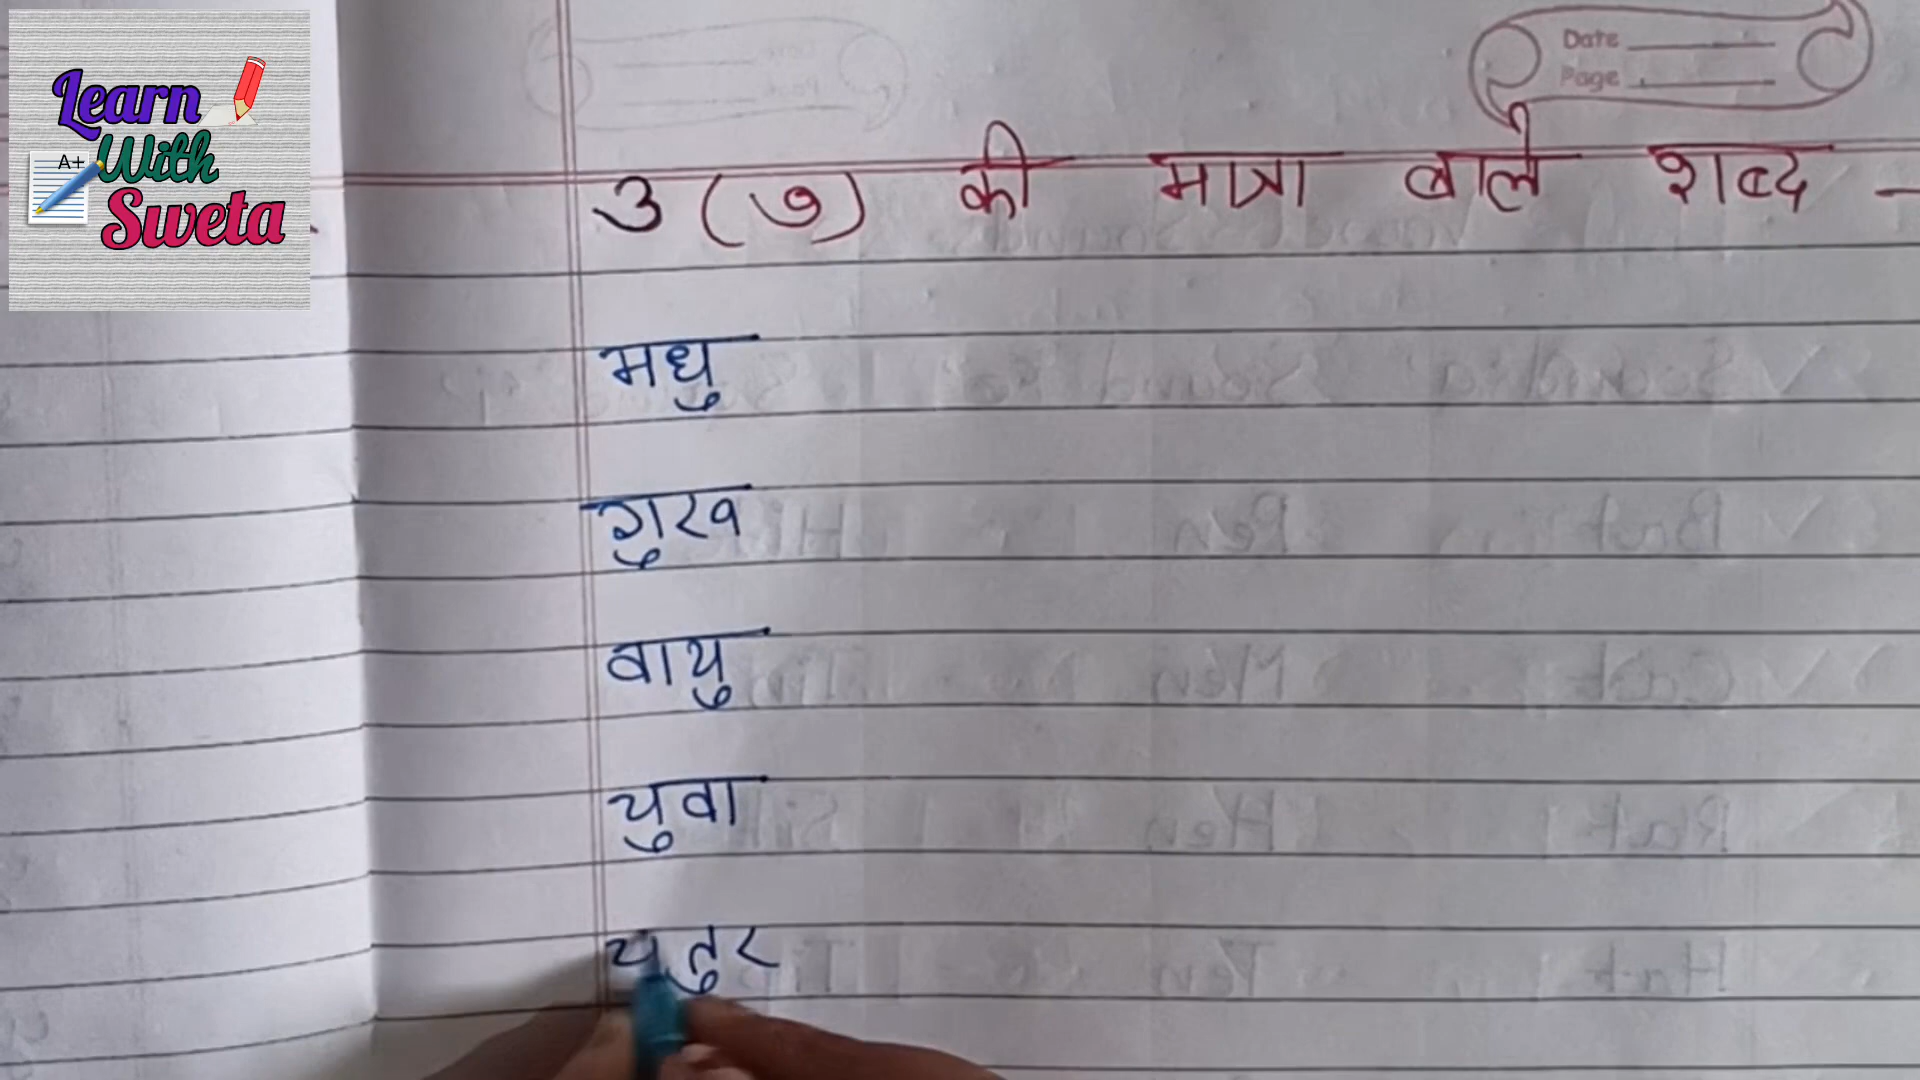 Learn
With
A+
Sweta
Date
Page
उ ( ु ) की मात्रा वाले शब्द –
मधु
गुरु
वायु
युवा
चतुर